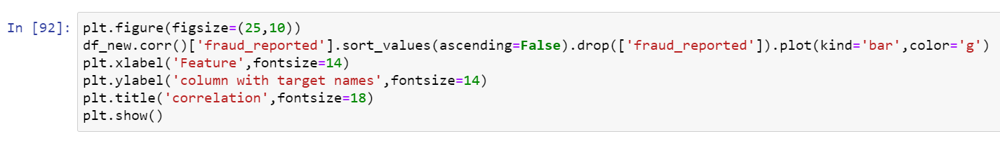 In [92]: plt.figure(figsize=(25,10))
df_new.corr()['fraud_reported'].sort_values(ascending=False).drop(['fraud_reported']).plot(kind='bar',color='g')
plt.xlabel('Feature',fontsize=14)
plt.ylabel('column with target names',fontsize=14)
plt.title('correlation',fontsize=18)
plt.show()